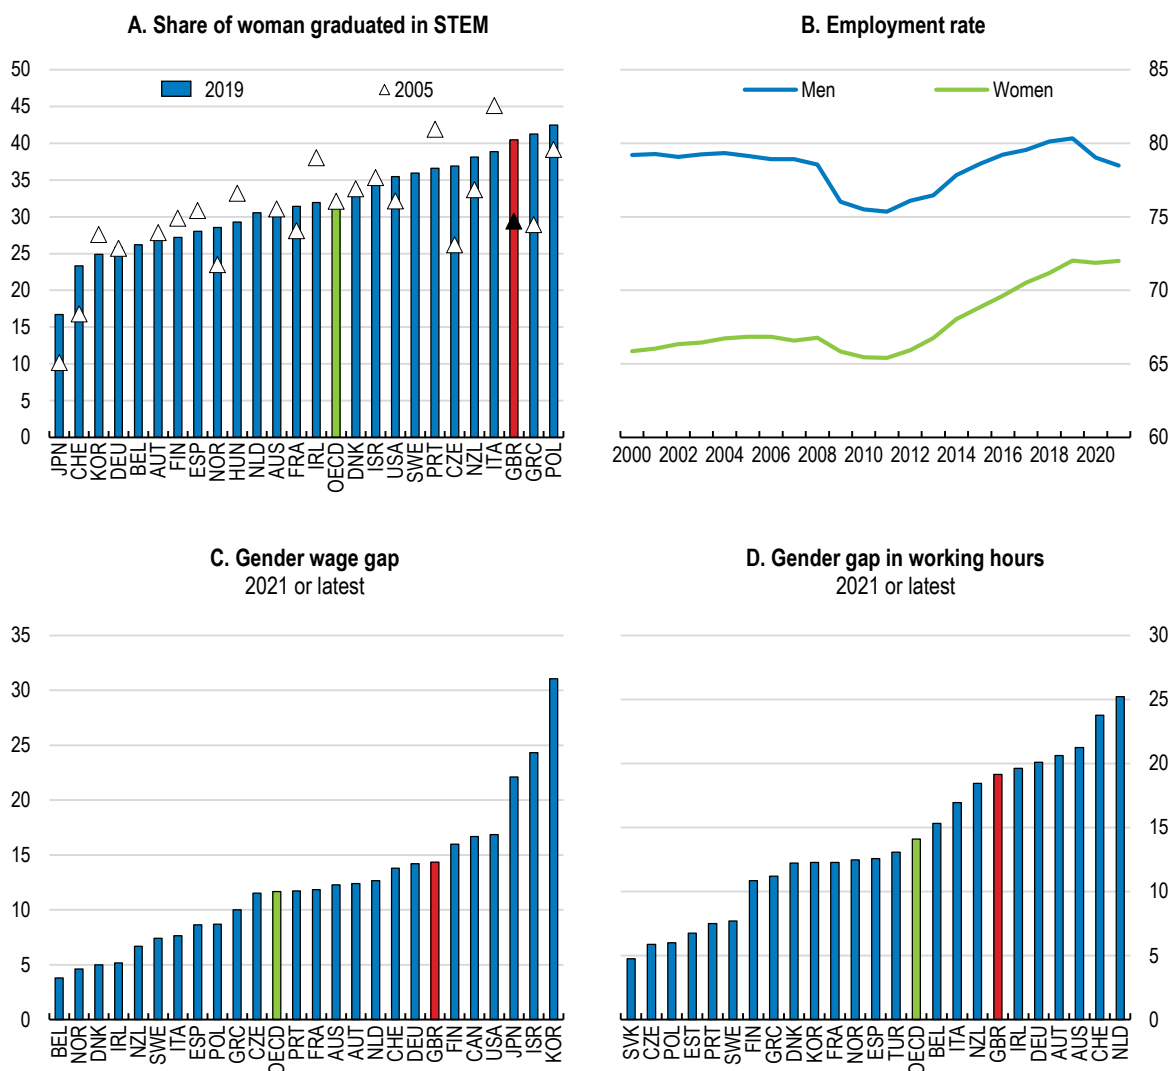 A. Share of woman graduated in STEM
50
45
40
35
30
25
20
15
10
5
0
2019
2005
JPN CHE KOR DEU BEL AUT FIN ESP NOR HUN NLD AUS FRA IRL OECD DNK ISR USA SWE PRT CZE NZL ITA GBR GRC POL
B. Employment rate
Men
Women
85
80
75
70
65
60
2000 2002 2004 2006 2008 2010 2012 2014 2016 2018 2020
C. Gender wage gap
2021 or latest
35
30
25
20
15
10
5
0
BEL NOR DNK IRL NZL SWE ITA ESP POL GRC CZE OECD PRT FRA AUS AUT NLD CHE DEU GBR FIN CAN USA JPN ISR KOR
D. Gender gap in working hours
2021 or latest
30
25
20
15
10
5
0
SVK CZE POL EST PRT SWE FIN GRC DNK KOR FRA NOR ESP TUR OECD BEL ITA NZL GBR IRL DEU AUT AUS CHE NLD